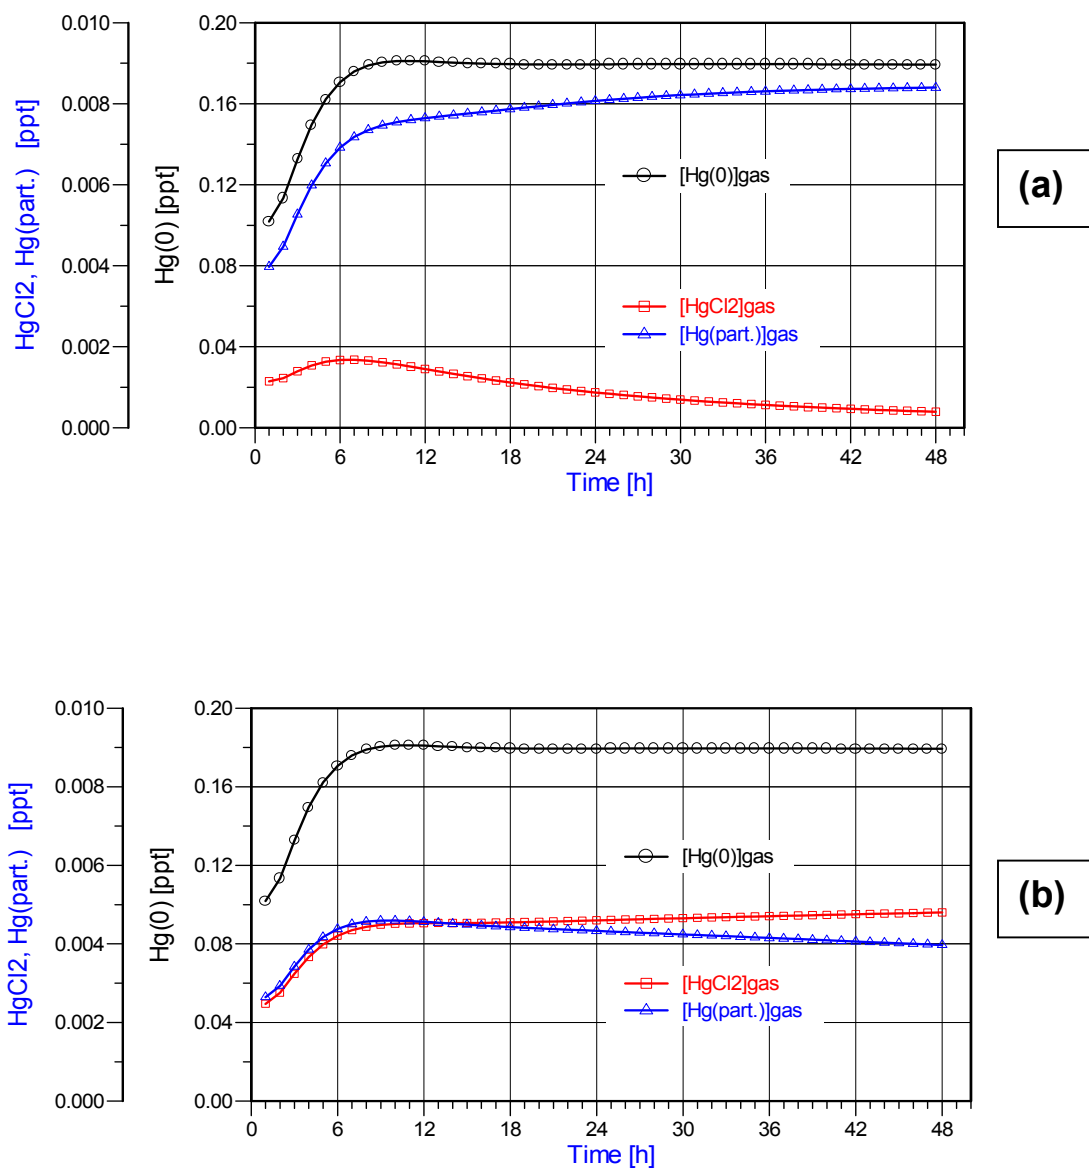 0.010
0.008
0.006
0.004
0.002
0.000
HgCl2, Hg(part.) [ppt]
0.20
0.16
0.12
0.08
0.04
0.00
Hg(0) [ppt]
[Hg(0)]gas
[HgCl2]gas
[Hg(part.)]gas
0 6 12 18 24 30 36 42 48
Time [h]
(a)
0.010
0.008
0.006
0.004
0.002
0.000
HgCl2, Hg(part.) [ppt]
0.20
0.16
0.12
0.08
0.04
0.00
Hg(0) [ppt]
[Hg(0)]gas
[HgCl2]gas
[Hg(part.)]gas
0 6 12 18 24 30 36 42 48
Time [h]
(b)